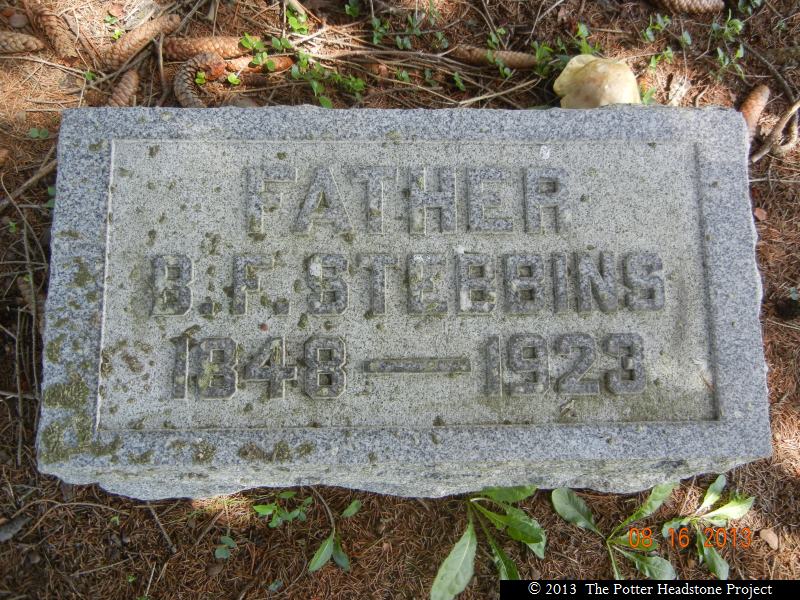 FATHER
B.F. STEBBINS
1848 — 1923
08 16 2013
© 2013 The Potter Headstone Project